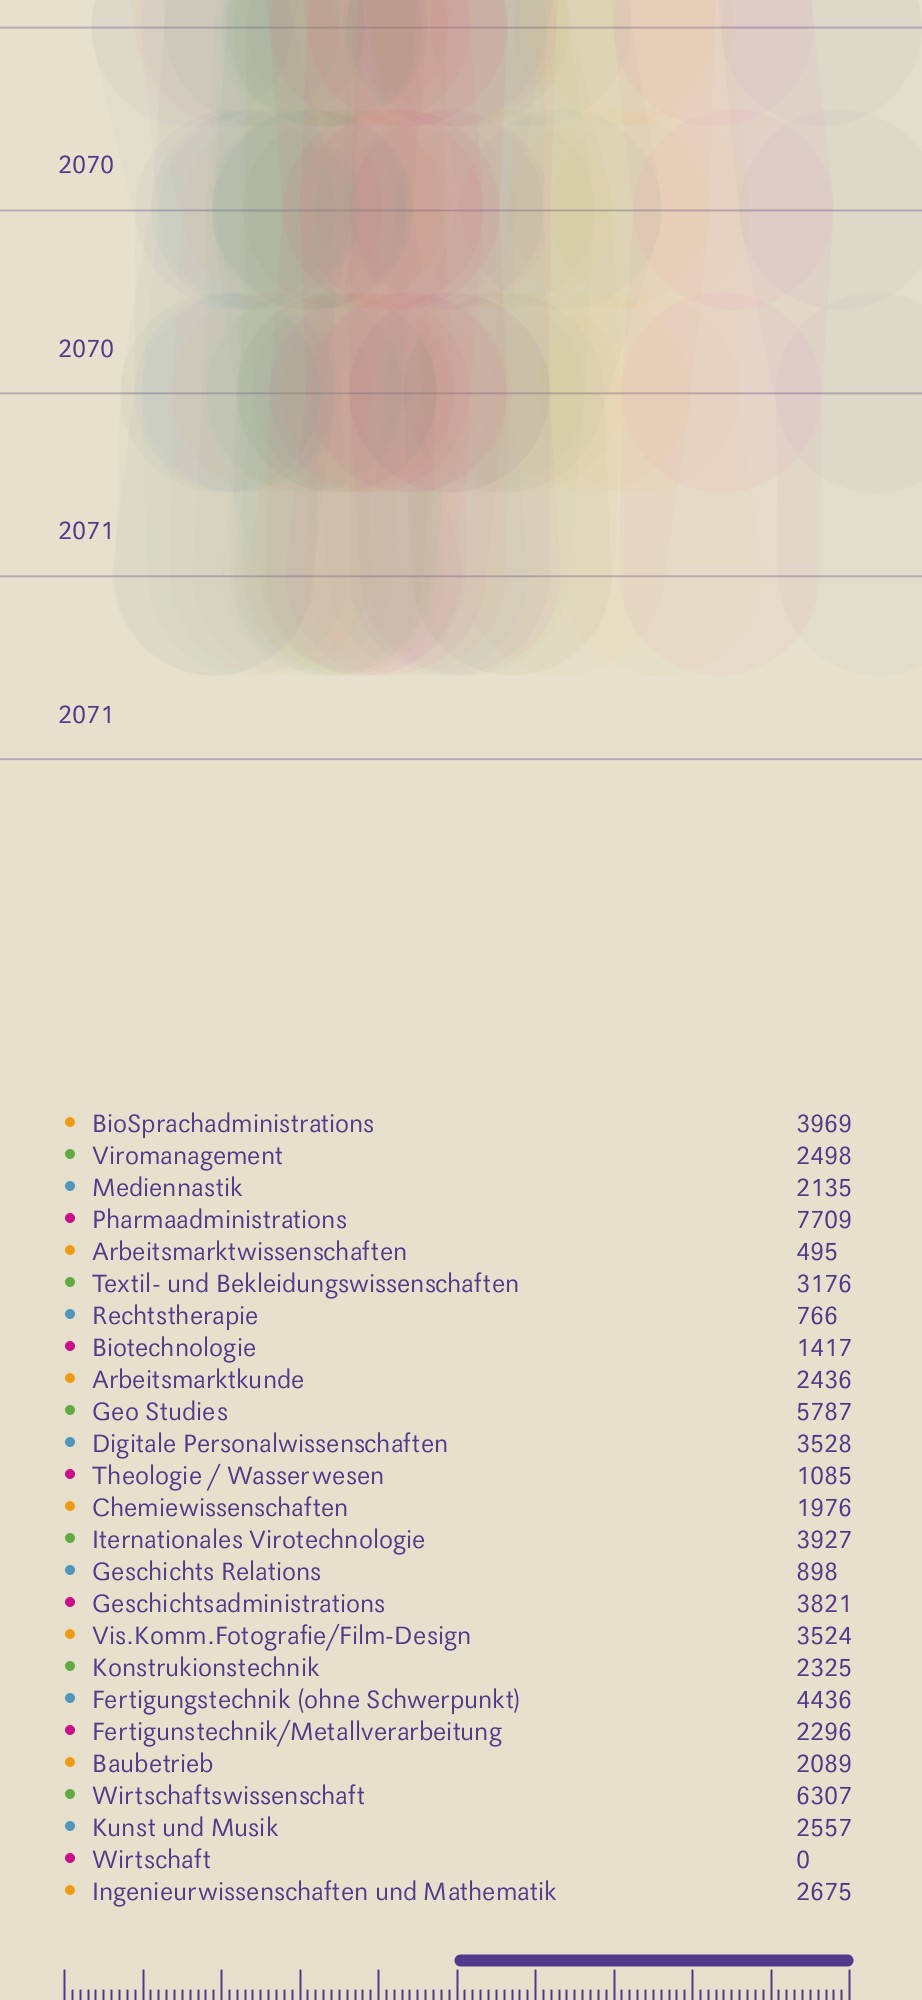 2070
2070
2071
2071
BioSprachadministrations 3969
Viromanagement 2498
Mediennastik 2135
Pharmaadministrations 7709
Arbeitsmarktwissenschaften 495
Textil- und Bekleidungswissenschaften 3176
Rechtstherapie 766
Biotechnologie 1417
Arbeitsmarktkunde 2436
Geo Studies 5787
Digitale Personalwissenschaften 3528
Theologie / Wasserwesen 1085
Chemiewissenschaften 1976
Iternationales Virotechnologie 3927
Geschichts Relations 898
Geschichtsadministrations 3821
Vis.Komm.Fotografie/Film-Design 3524
Konstrukionstechnik 2325
Fertigungstechnik (ohne Schwerpunkt) 4436
Fertigunstechnik/Metallverarbeitung 2296
Baubetrieb 2089
Wirtschaftswissenschaft 6307
Kunst und Musik 2557
Wirtschaft 0
Ingenieurwissenschaften und Mathematik 2675